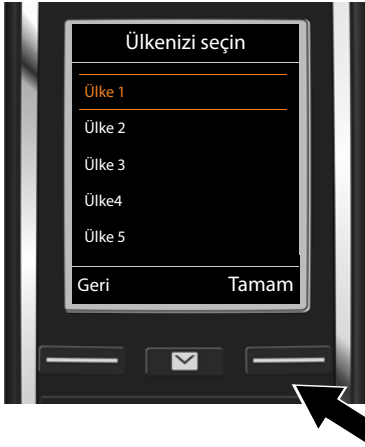 Ülkenizi seçin
Ülke 1
Ülke 2
Ülke 3
Ülke4
Ülke 5
Geri Tamam